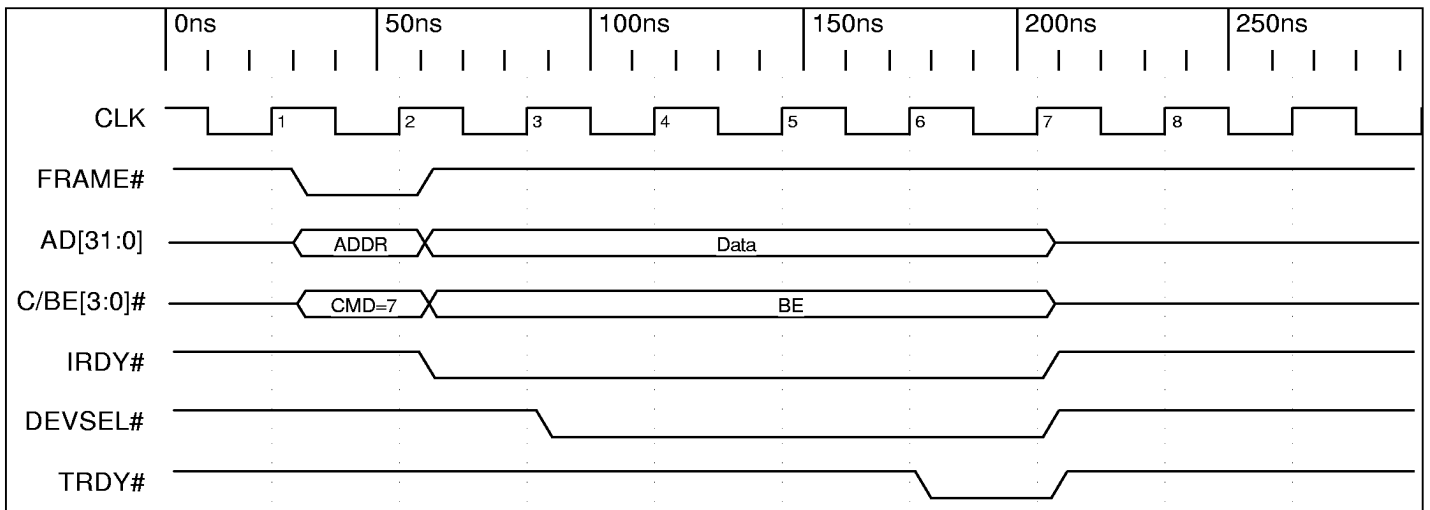 0ns 50ns 100ns 150ns 200ns 250ns
CLK 1 2 3 4 5 6 7 8
FRAME#
AD[31:0] ADDR Data
C/BE[3:0]# CMD=7 BE
IRDY#
DEVSEL#
TRDY#